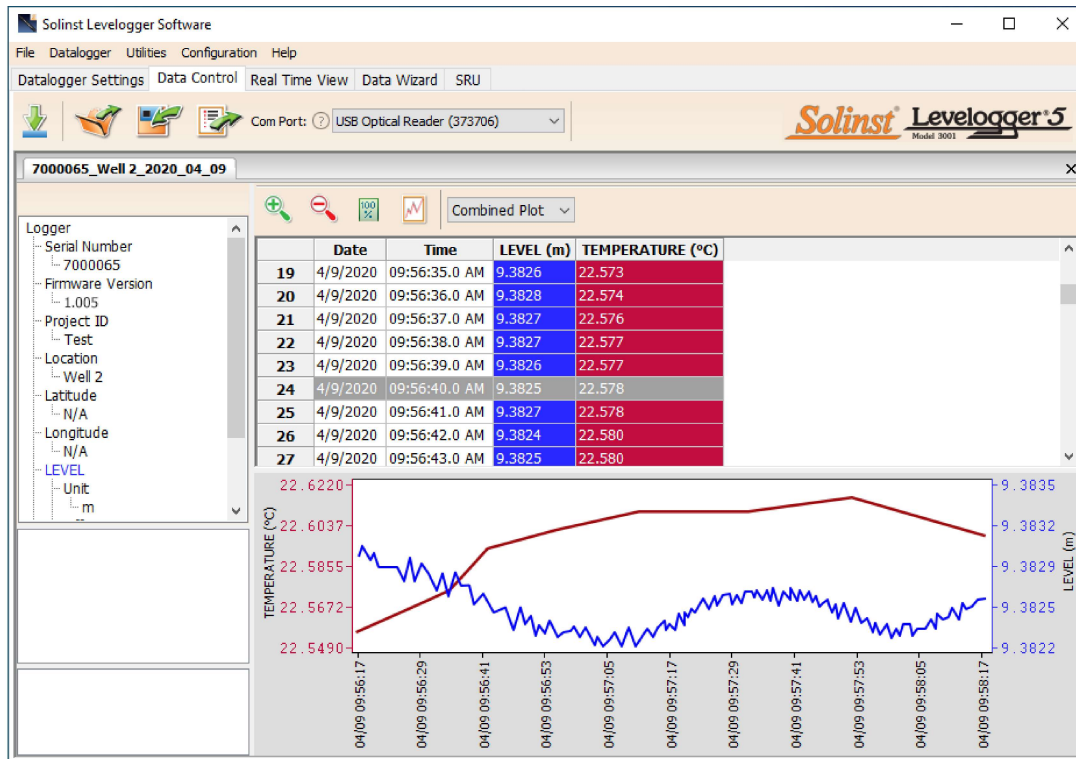 Solinst Levelogger Software
File Datalogger Utilities Configuration Help
Datalogger Settings Data Control Real Time View Data Wizard SRU
Com Port: ? USB Optical Reader (373706)
Solinst® Levelogger® 5
Model 3001
7000065_Well 2_2020_04_09
100
%
Combined Plot
Logger
Serial Number
7000065
Firmware Version
1.005
Project ID
Test
Location
Well 2
Latitude
N/A
Longitude
N/A
LEVEL
Unit
m
Date Time LEVEL (m) TEMPERATURE (°C)
19 4/9/2020 09:56:35.0 AM 9.3826 22.573
20 4/9/2020 09:56:36.0 AM 9.3828 22.574
21 4/9/2020 09:56:37.0 AM 9.3827 22.576
22 4/9/2020 09:56:38.0 AM 9.3827 22.577
23 4/9/2020 09:56:39.0 AM 9.3826 22.577
24 4/9/2020 09:56:40.0 AM 9.3825 22.578
25 4/9/2020 09:56:41.0 AM 9.3827 22.578
26 4/9/2020 09:56:42.0 AM 9.3824 22.580
27 4/9/2020 09:56:43.0 AM 9.3825 22.580
TEMPERATURE (°C)
22.6220
22.6037
22.5855
22.5672
22.5490
9.3835
9.3832
9.3829
9.3825
9.3822
LEVEL (m)
04/09 09:56:17
04/09 09:56:29
04/09 09:56:41
04/09 09:56:53
04/09 09:57:05
04/09 09:57:17
04/09 09:57:29
04/09 09:57:41
04/09 09:57:53
04/09 09:58:05
04/09 09:58:17